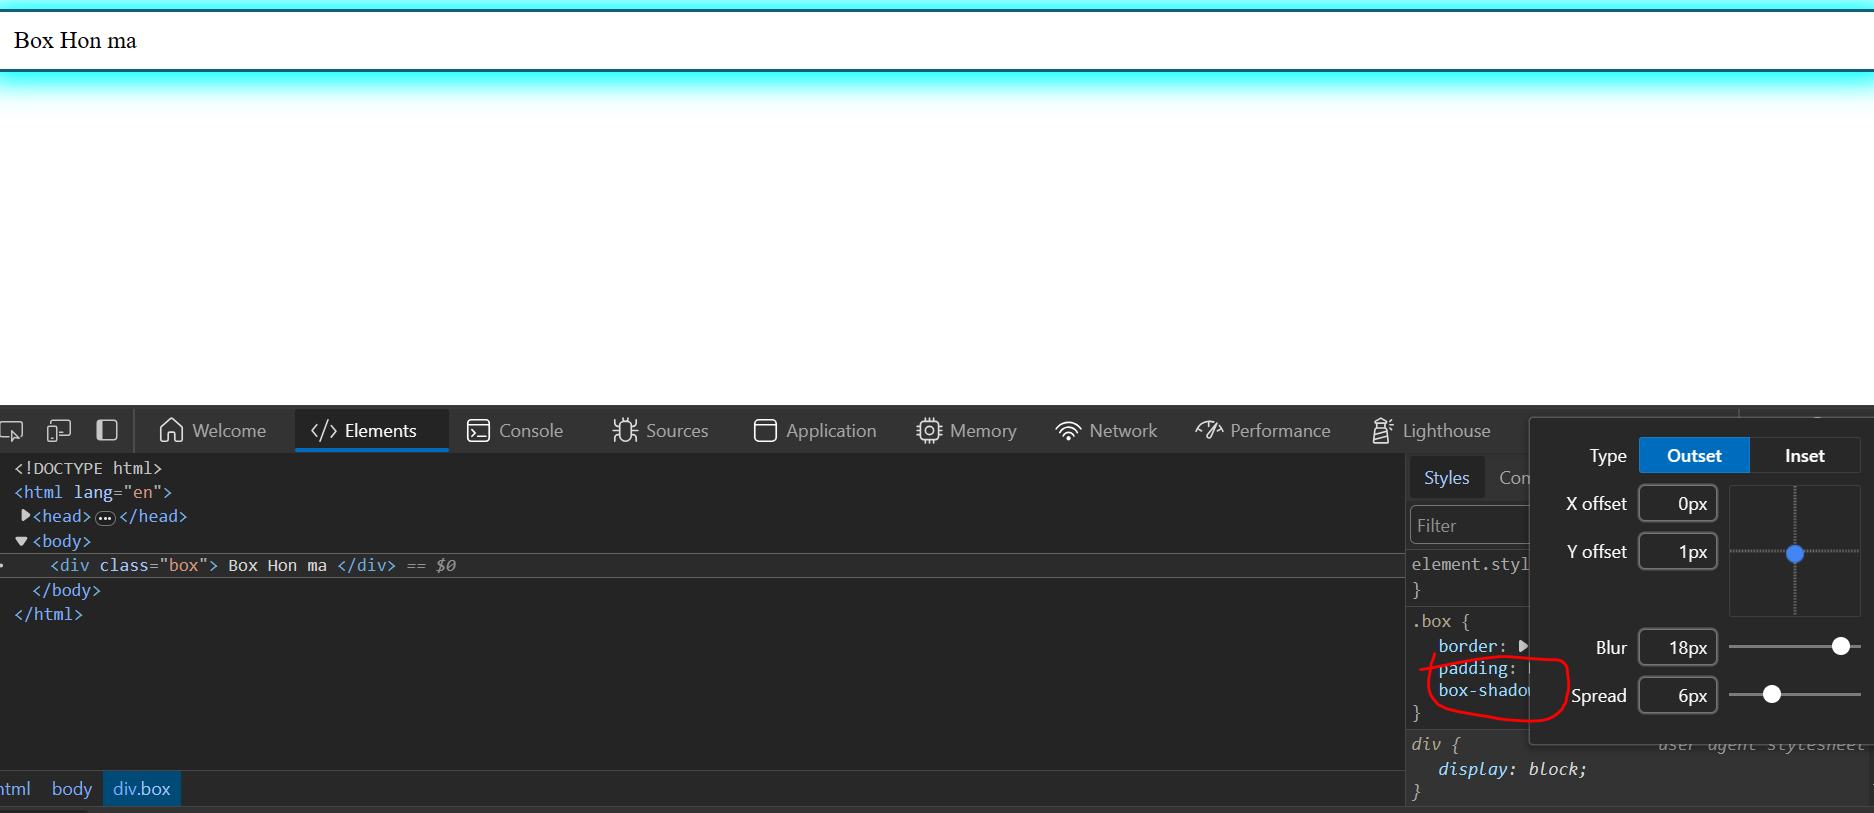 Box Hon ma
Welcome
Elements
Console
Sources
Application
Memory
Network
Performance
Lighthouse
<!DOCTYPE html>
<html lang="en">
<head> ••• </head>
<body>
<div class="box"> Box Hon ma </div> == $0
</body>
</html>
html body div.box
Styles
Filter
element.styl
}
.box {
border:
padding:
box-shadow
}
div {
user agent stylesheet
display: block;
}
Type Outset Inset
X offset 0px
Y offset 1px
Blur 18px
Spread 6px